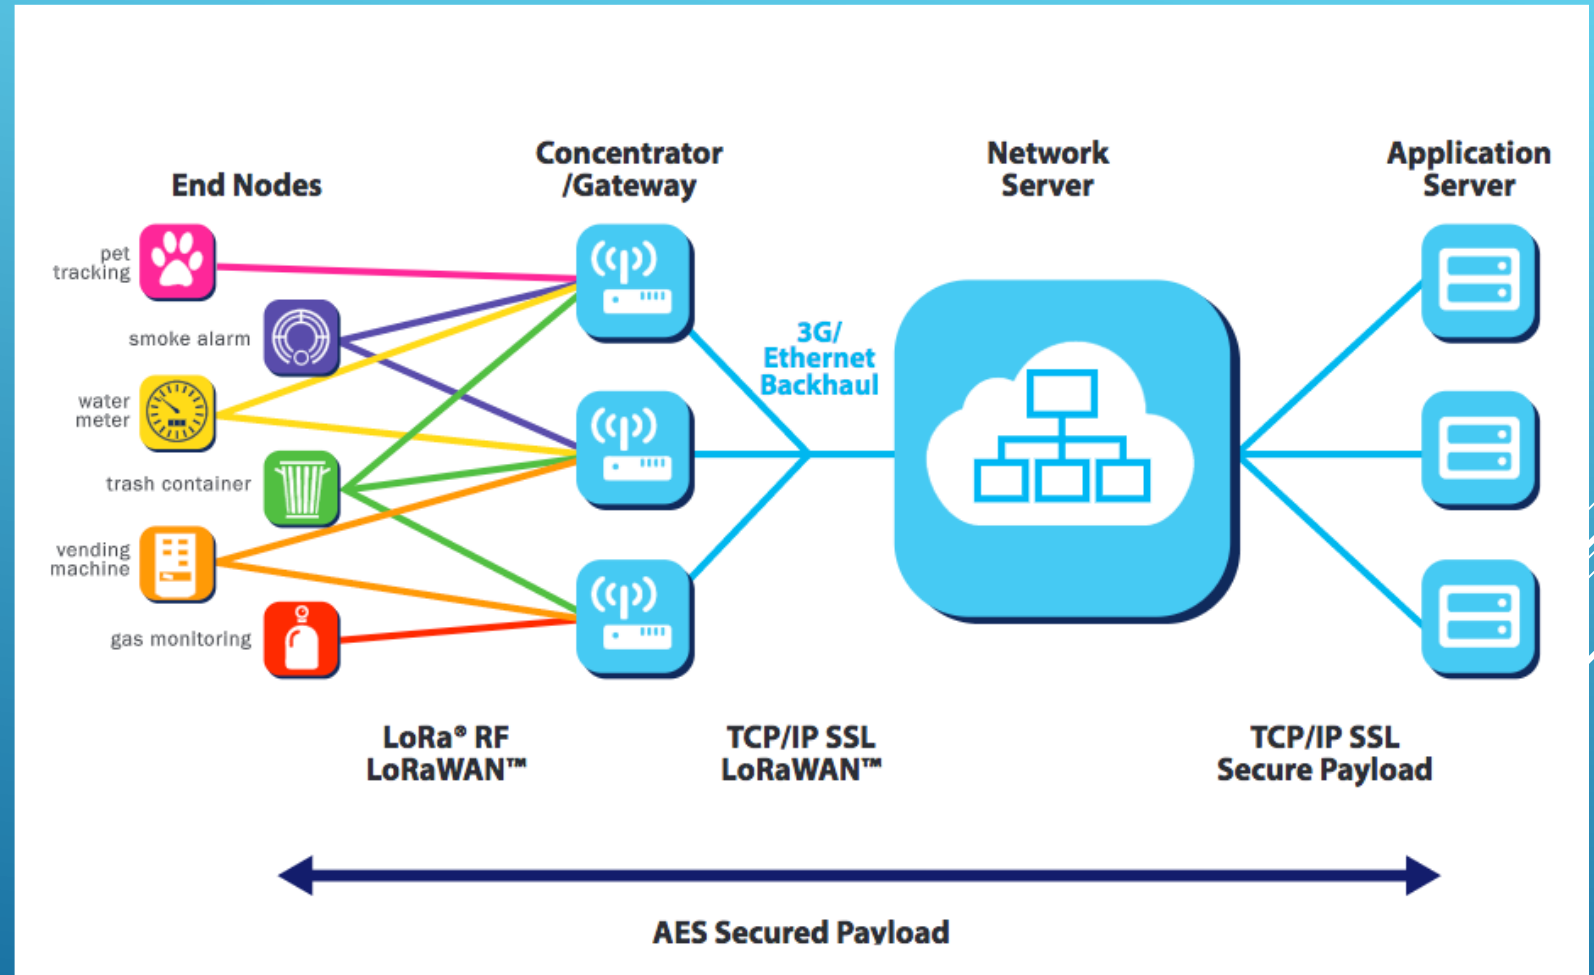 End Nodes
Concentrator
/Gateway
Network
Server
Application
Server
pet
tracking
smoke alarm
water
meter
trash container
vending
machine
gas monitoring
3G/
Ethernet
Backhaul
LoRa® RF
LoRaWAN™
TCP/IP SSL
LoRaWAN™
TCP/IP SSL
Secure Payload
AES Secured Payload